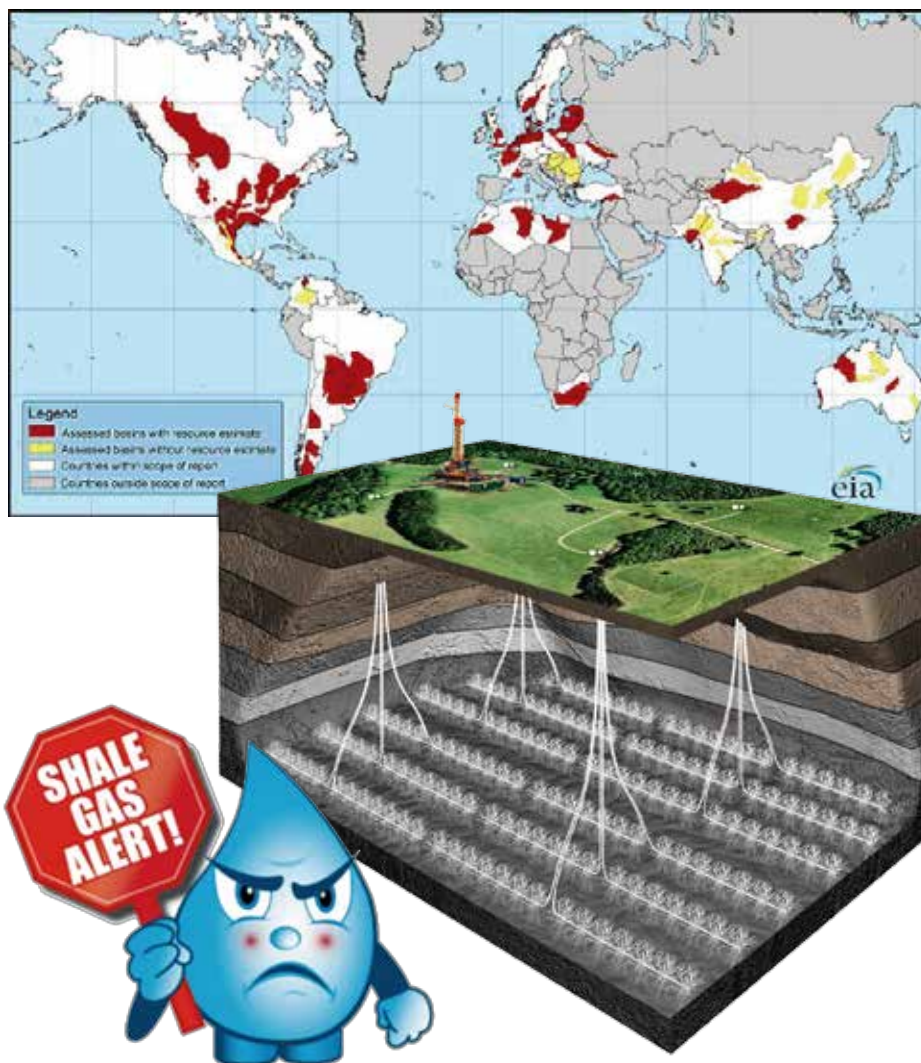 Legend
Assessed basins with resource estimate
Assessed basins without resource estimate
Countries within scope of report
Countries outside scope of report
eia
SHALE
GAS
ALERT!